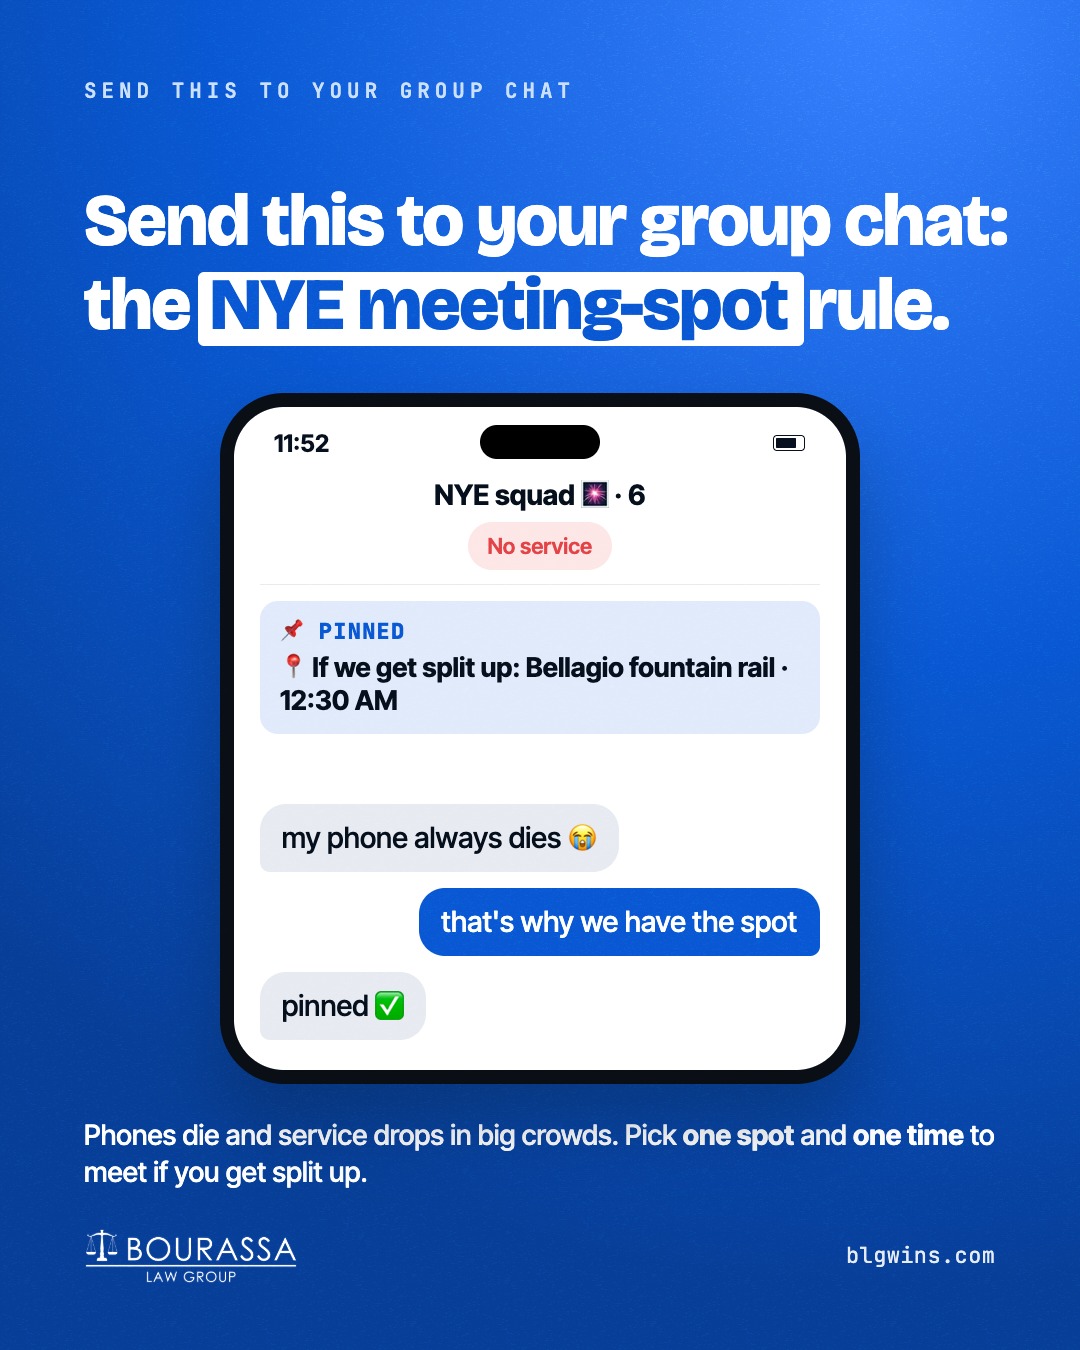 SEND THIS TO YOUR GROUP CHAT
Send this to your group chat:
the NYE meeting-spot rule.
11:52
NYE squad 🎆 · 6
No service
📌 PINNED
📍 If we get split up: Bellagio fountain rail ·
12:30 AM
my phone always dies 😭
that's why we have the spot
pinned ✅
Phones die and service drops in big crowds. Pick one spot and one time to
meet if you get split up.
BOURASSA
LAW GROUP
blgwins.com